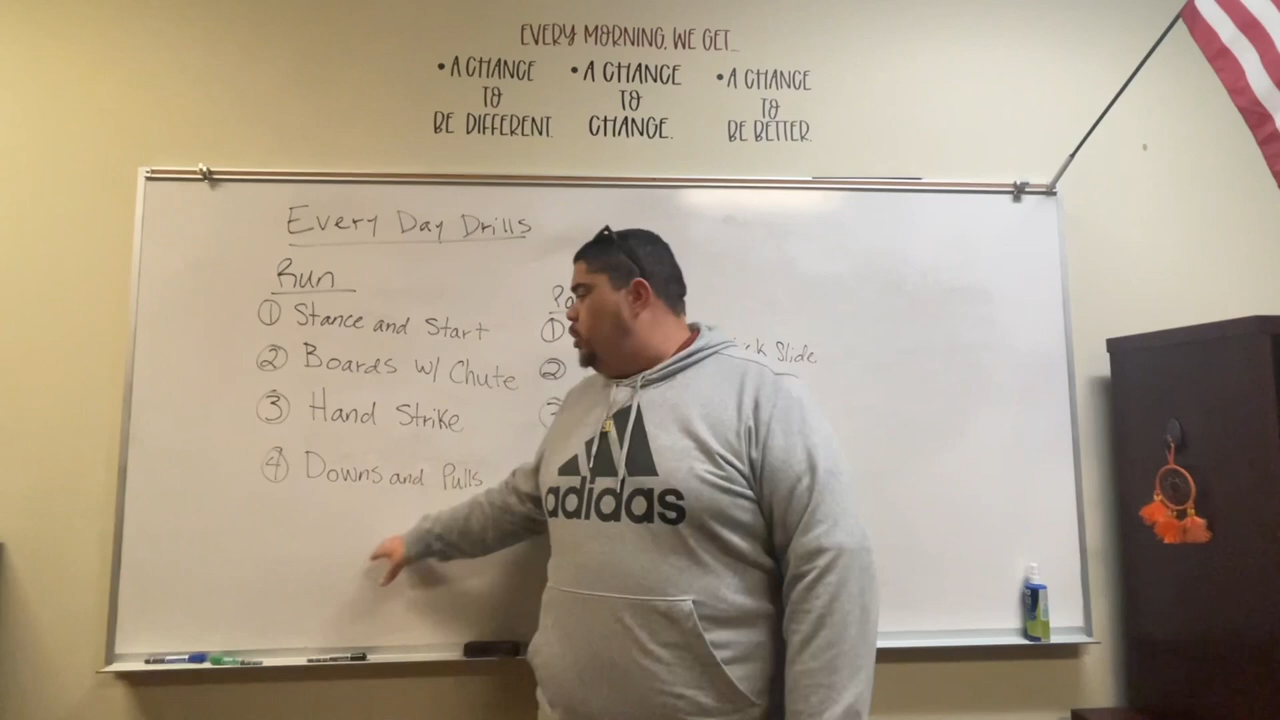 EVERY MORNING, WE GET...
• A CHANCE TO BE DIFFERENT.
• A CHANCE TO CHANGE.
• A CHANCE TO BE BETTER.
Every Day Drills
Run
① Stance and Start
② Boards w/ Chute
③ Hand Strike
④ Downs and Pulls
①
②
Slide
adidas